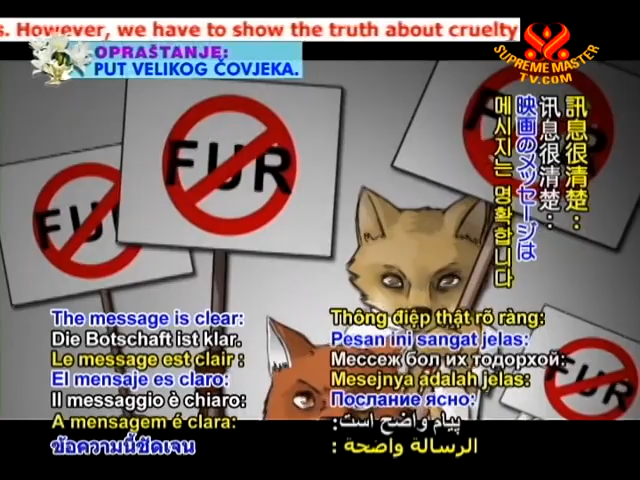 s. However, we have to show the truth about cruelty
OPRAŠTANJE:
PUT VELIKOG ČOVJEKA.
SUPREME MASTER
TV.COM
FUR
FUR
FUR
FUR
訊息很清楚：
讯息很清楚：
映画のメッセージは
메시지는 명확합니다
The message is clear:
Die Botschaft ist klar.
Le message est clair :
El mensaje es claro:
Il messaggio è chiaro:
A mensagem é clara:
ข้อความนี้ชัดเจน
Thông điệp thật rõ ràng:
Pesan ini sangat jelas:
Мессеж бол их тодорхой:
Mesejnya adalah jelas:
Послание ясно:
پیام واضح است:
الرسالة واضحة :